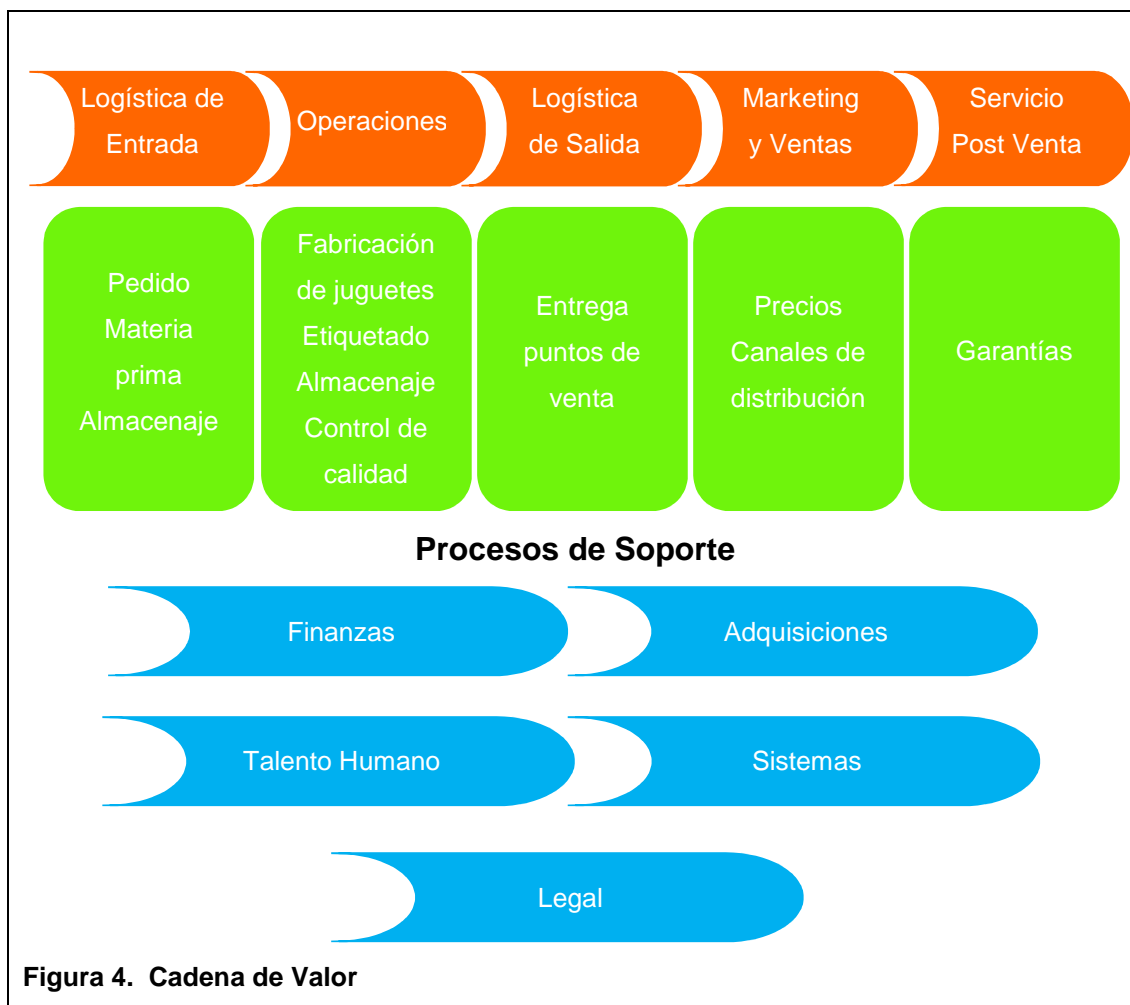 Logística de
Entrada
Operaciones
Logística
de Salida
Marketing
y Ventas
Servicio
Post Venta
Pedido
Materia
prima
Almacenaje
Fabricación
de juguetes
Etiquetado
Almacenaje
Control de
calidad
Entrega
puntos de
venta
Precios
Canales de
distribución
Garantías
Procesos de Soporte
Finanzas
Adquisiciones
Talento Humano
Sistemas
Legal
Figura 4. Cadena de Valor